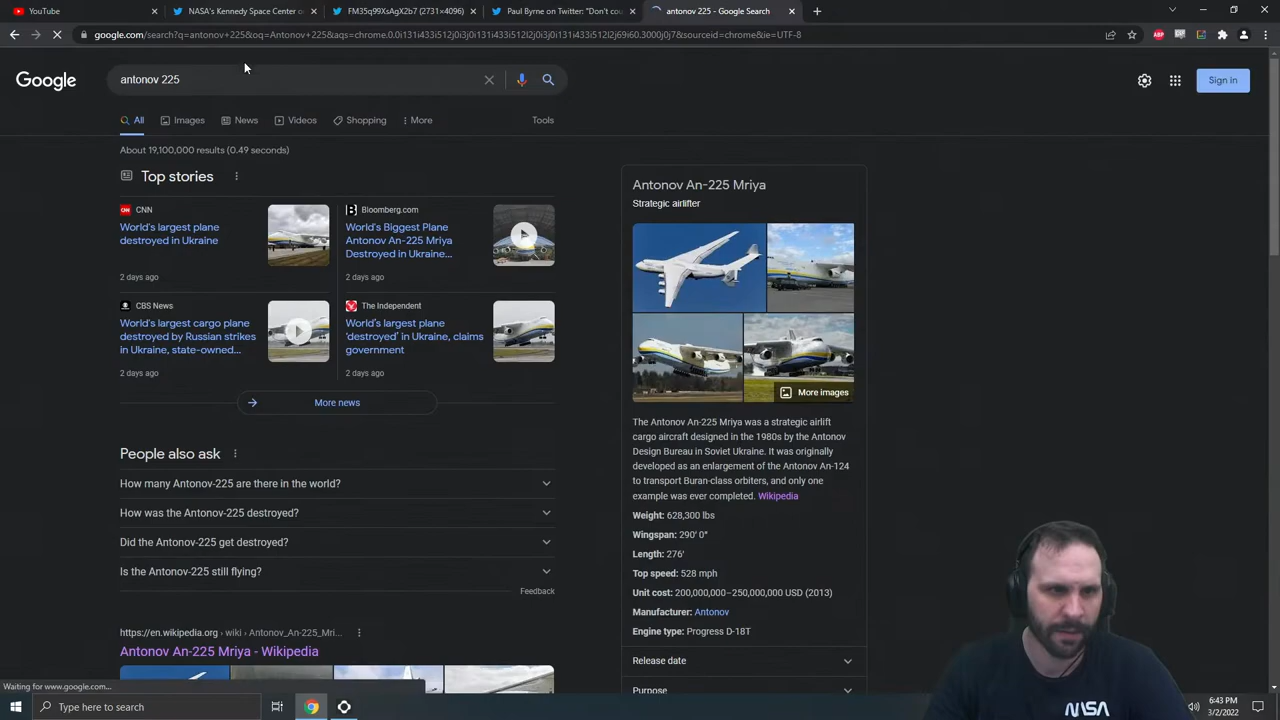 YouTube
NASA's Kennedy Space Center o
FM35q99XsAgX2b7 (2731×4096)
Paul Byrne on Twitter: "Don't cou
antonov 225 - Google Search
google.com/search?q=antonov+225&oq=Antonov+225&aqs=chrome.0.0i131i433i512j0i3j0i131i433i512j0i3j0i131i433i512j0i512j0i131i433i512l2j69i60.3000j0j7&sourceid=chrome&ie=UTF-8
Google
antonov 225
Sign in
All
Images
News
Videos
Shopping
More
Tools
About 19,100,000 results (0.49 seconds)
Top stories
CNN
World's largest plane
destroyed in Ukraine
2 days ago
Bloomberg.com
World's Biggest Plane
Antonov An-225 Mriya
Destroyed in Ukraine...
2 days ago
CBS News
World's largest cargo plane
destroyed by Russian strikes
in Ukraine, state-owned...
2 days ago
The Independent
World's largest plane
'destroyed' in Ukraine, claims
government
2 days ago
More news
People also ask
How many Antonov-225 are there in the world?
How was the Antonov-225 destroyed?
Did the Antonov-225 get destroyed?
Is the Antonov-225 still flying?
Feedback
https://en.wikipedia.org › wiki › Antonov_An-225_Mri...
Antonov An-225 Mriya - Wikipedia
Antonov An-225 Mriya
Strategic airlifter
More images
The Antonov An-225 Mriya was a strategic airlift
cargo aircraft designed in the 1980s by the Antonov
Design Bureau in Soviet Ukraine. It was originally
developed as an enlargement of the Antonov An-124
to transport Buran-class orbiters, and only one
example was ever completed. Wikipedia
Weight: 628,300 lbs
Wingspan: 290′ 0″
Length: 276′
Top speed: 528 mph
Unit cost: 200,000,000–250,000,000 USD (2013)
Manufacturer: Antonov
Engine type: Progress D-18T
Release date
Purpose
Waiting for www.google.com...
Type here to search
NASA
6:43 PM
3/2/2022